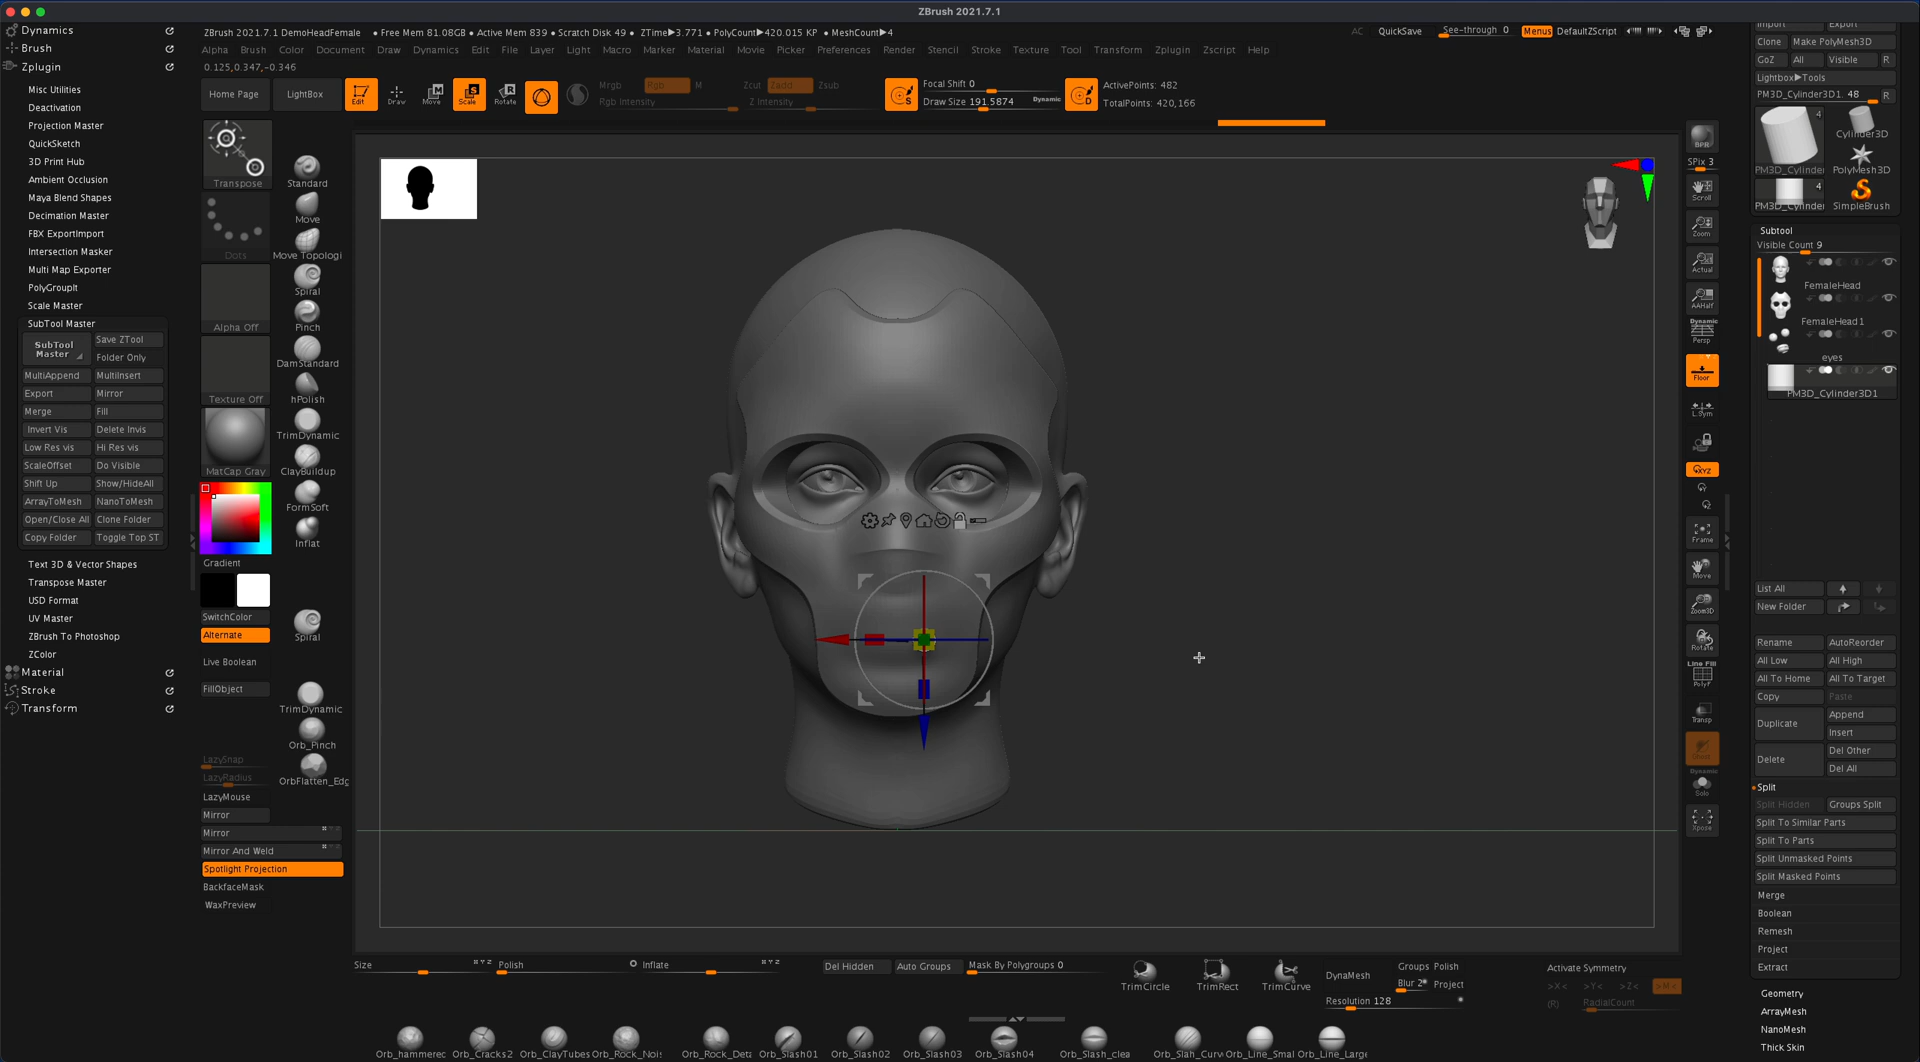 ZBrush 2021.7.1
Dynamics
Brush
Zplugin
Misc Utilities
Deactivation
Projection Master
QuickSketch
3D Print Hub
Ambient Occlusion
Maya Blend Shapes
Decimation Master
FBX ExportImport
Intersection Masker
Multi Map Exporter
PolyGroupIt
Scale Master
SubTool Master
SubTool Master
Save ZTool
Folder Only
MultiAppend
MultiInsert
Export
Mirror
Merge
Fill
Invert Vis
Delete Invis
Low Res vis
Hi Res vis
ScaleOffset
Do Visible
Shift Up
Show/HideAll
ArrayToMesh
NanoToMesh
Open/Close All
Clone Folder
Copy Folder
Toggle Top ST
Text 3D & Vector Shapes
Transpose Master
USD Format
UV Master
ZBrush To Photoshop
ZColor
Material
Stroke
Transform
ZBrush 2021.7.1 DemoHeadFemale • Free Mem 81.08GB • Active Mem 839 • Scratch Disk 49 • ZTime▶3.771 • PolyCount▶420.015 KP • MeshCount▶4
AC QuickSave See-through 0 Menus DefaultZScript
Alpha Brush Color Document Draw Dynamics Edit File Layer Light Macro Marker Material Movie Picker Preferences Render Stencil Stroke Texture Tool Transform Zplugin Zscript Help
0.125,0.347,-0.346
Home Page
LightBox
Edit
Draw
Move
Scale
Rotate
Mrgb Rgb M
Rgb Intensity
Zcut Zadd Zsub
Z Intensity
Focal Shift 0
Draw Size 191.5874 Dynamic
ActivePoints: 482
TotalPoints: 420,166
Transpose
Dots
Alpha Off
Texture Off
MatCap Gray
Gradient
SwitchColor
Alternate
Live Boolean
FillObject
LazySnap
LazyRadius
LazyMouse
Mirror
Mirror
Mirror And Weld
Spotlight Projection
BackfaceMask
WaxPreview
Standard
Move
Move Topologi
Spiral
Pinch
DamStandard
hPolish
TrimDynamic
ClayBuildup
FormSoft
Inflat
Spiral
TrimDynamic
Orb_Pinch
OrbFlatten_Edg
BPR
SPix 3
Scroll
Zoom
Actual
AAHalf
Dynamic
Persp
Floor
L.Sym
XYZ
Frame
Move
Zoom3D
Rotate
Line Fill
PolyF
Transp
Dynamic
Solo
Xpose
Import Export
Clone Make PolyMesh3D
GoZ All Visible R
Lightbox▶Tools
PM3D_Cylinder3D1. 48 R
4
PM3D_Cylinder
Cylinder3D
PolyMesh3D
4
PM3D_Cylinder
SimpleBrush
Subtool
Visible Count 9
FemaleHead
FemaleHead1
eyes
PM3D_Cylinder3D1
List All
New Folder
Rename AutoReorder
All Low All High
All To Home All To Target
Copy Paste
Duplicate Append
Insert
Delete Del Other
Del All
Split
Split Hidden Groups Split
Split To Similar Parts
Split To Parts
Split Unmasked Points
Split Masked Points
Merge
Boolean
Remesh
Project
Extract
Geometry
ArrayMesh
NanoMesh
Thick Skin
Size
Polish
Inflate
Del Hidden
Auto Groups
Mask By Polygroups 0
TrimCircle
TrimRect
TrimCurve
DynaMesh
Groups Polish
Blur 2
Project
Resolution 128
Activate Symmetry
>X< >Y< >Z< >M<
(R) RadialCount
Orb_hammerec Orb_Cracks2 Orb_ClayTubes Orb_Rock_Nois Orb_Rock_Deta Orb_Slash01 Orb_Slash02 Orb_Slash03 Orb_Slash04 Orb_Slash_clea Orb_Slah_Curv Orb_Line_Smal Orb_Line_Large